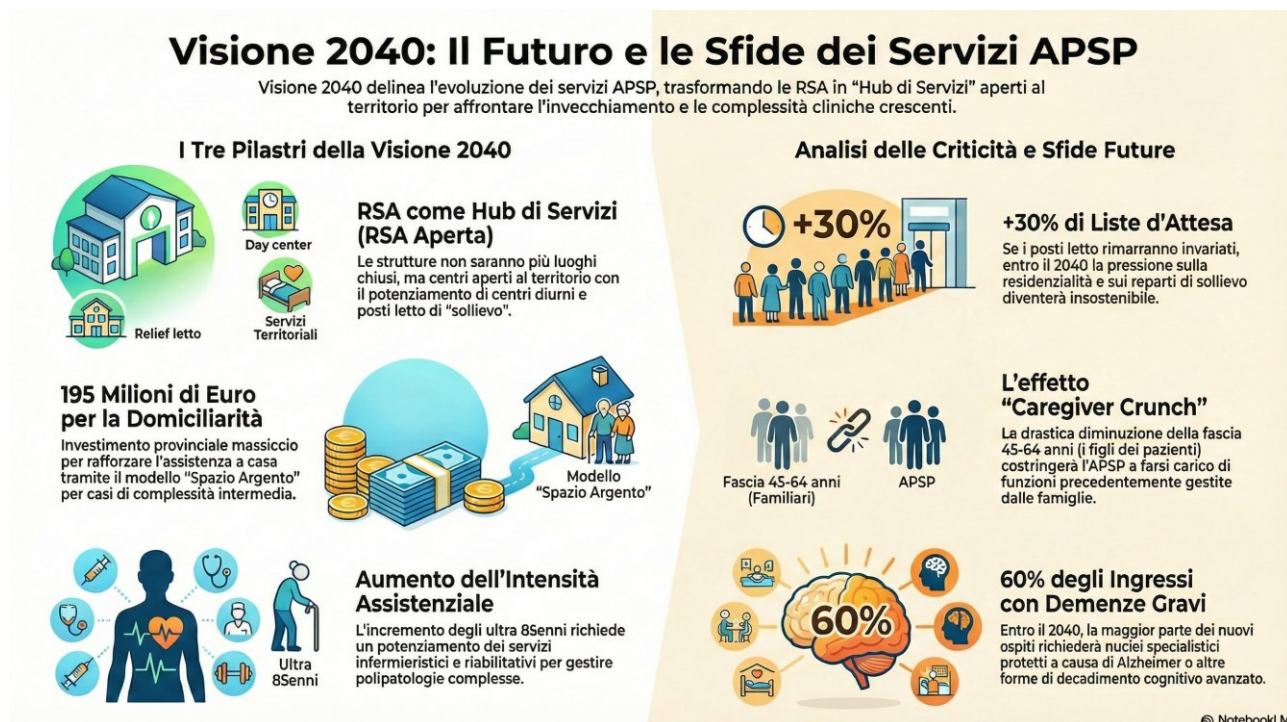 Visione 2040: Il Futuro e le Sfide dei Servizi APSP
Visione 2040 delinea l'evoluzione dei servizi APSP, trasformando le RSA in "Hub di Servizi" aperti al
territorio per affrontare l'invecchiamento e le complessità cliniche crescenti.
I Tre Pilastri della Visione 2040
Day center
Relief letto
Servizi
Territoriali
RSA come Hub di Servizi
(RSA Aperta)
Le strutture non saranno più luoghi
chiusi, ma centri aperti al territorio con
il potenziamento di centri diurni e
posti letto di "sollievo".
195 Milioni di Euro
per la Domiciliarità
Investimento provinciale massiccio
per rafforzare l'assistenza a casa
tramite il modello "Spazio Argento"
per casi di complessità intermedia.
Modello
"Spazio Argento"
Ultra
8Senni
Aumento dell'Intensità
Assistenziale
L'incremento degli ultra 8Senni richiede
un potenziamento dei servizi
infermieristici e riabilitativi per gestire
polipatologie complesse.
Analisi delle Criticità e Sfide Future
+30%
+30% di Liste d'Attesa
Se i posti letto rimarranno invariati,
entro il 2040 la pressione sulla
residenzialità e sui reparti di sollievo
diventerà insostenibile.
Fascia 45-64 anni
(Familiari)
APSP
L'effetto
"Caregiver Crunch"
La drastica diminuzione della fascia
45-64 anni (i figli dei pazienti)
costringerà l'APSP a farsi carico di
funzioni precedentemente gestite
dalle famiglie.
60%
60% degli Ingressi
con Demenze Gravi
Entro il 2040, la maggior parte dei nuovi
ospiti richiederà nuclei specialistici
protetti a causa di Alzheimer o altre
forme di decadimento cognitivo avanzato.